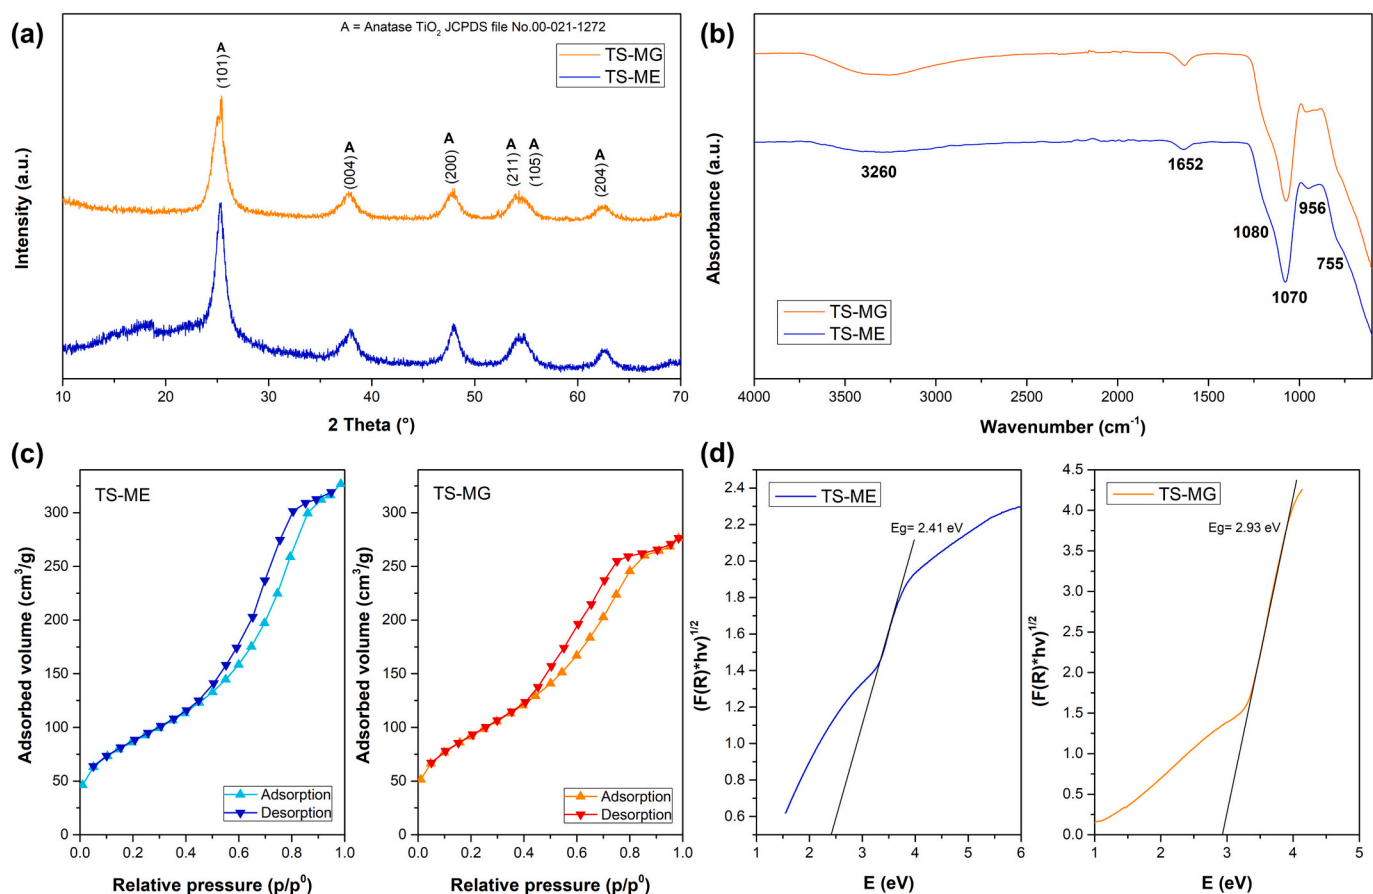 (a)
A = Anatase TiO2 JCPDS file No.00-021-1272
TS-MG
TS-ME
A
(101)
A
(004)
A
(200)
A
(211)
A
(105)
A
(204)
Intensity (a.u.)
10 20 30 40 50 60 70
2 Theta (°)
(b)
3260
1652
1080
1070
956
755
TS-MG
TS-ME
Absorbance (a.u.)
4000 3500 3000 2500 2000 1500 1000
Wavenumber (cm-1)
(c)
TS-ME
Adsorbed volume (cm3/g)
300
250
200
150
100
50
0
Adsorption
Desorption
0.0 0.2 0.4 0.6 0.8 1.0
Relative pressure (p/p0)
TS-MG
Adsorbed volume (cm3/g)
300
250
200
150
100
50
0
Adsorption
Desorption
0.0 0.2 0.4 0.6 0.8 1.0
Relative pressure (p/p0)
(d)
TS-ME
Eg= 2.41 eV
(F(R)*hv)1/2
2.4
2.2
2.0
1.8
1.6
1.4
1.2
1.0
0.8
0.6
1 2 3 4 5 6
E (eV)
TS-MG
Eg= 2.93 eV
(F(R)*hv)1/2
4.5
4.0
3.5
3.0
2.5
2.0
1.5
1.0
0.5
0.0
1 2 3 4 5
E (eV)